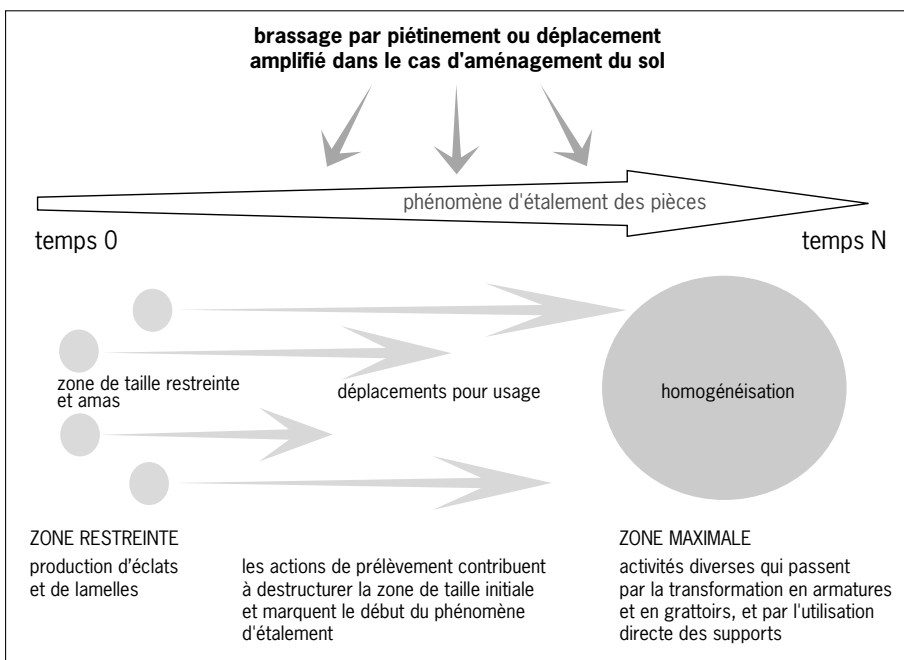 brassage par piétinement ou déplacement
amplifié dans le cas d'aménagement du sol
phénomène d'étalement des pièces
temps 0
temps N
zone de taille restreinte
et amas
déplacements pour usage
homogénéisation
ZONE RESTREINTE
production d'éclats
et de lamelles
les actions de prélèvement contribuent
à destructurer la zone de taille initiale
et marquent le début du phénomène
d'étalement
ZONE MAXIMALE
activités diverses qui passent
par la transformation en armatures
et en grattoirs, et par l'utilisation
directe des supports